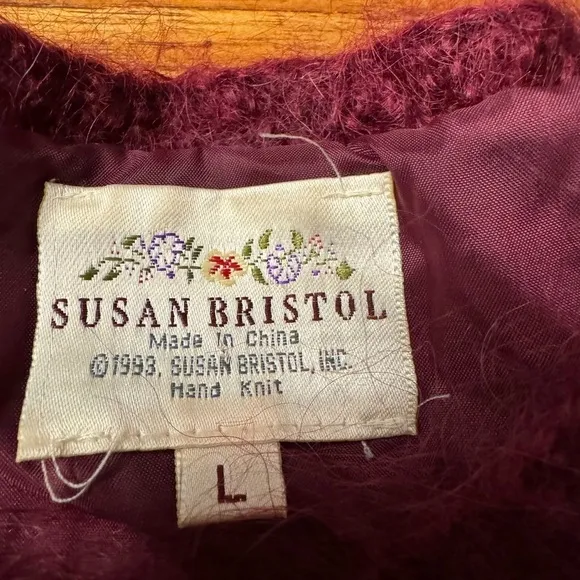 SUSAN BRISTOL
Made In China
©1993, SUSAN BRISTOL, INC.
Hand Knit
L